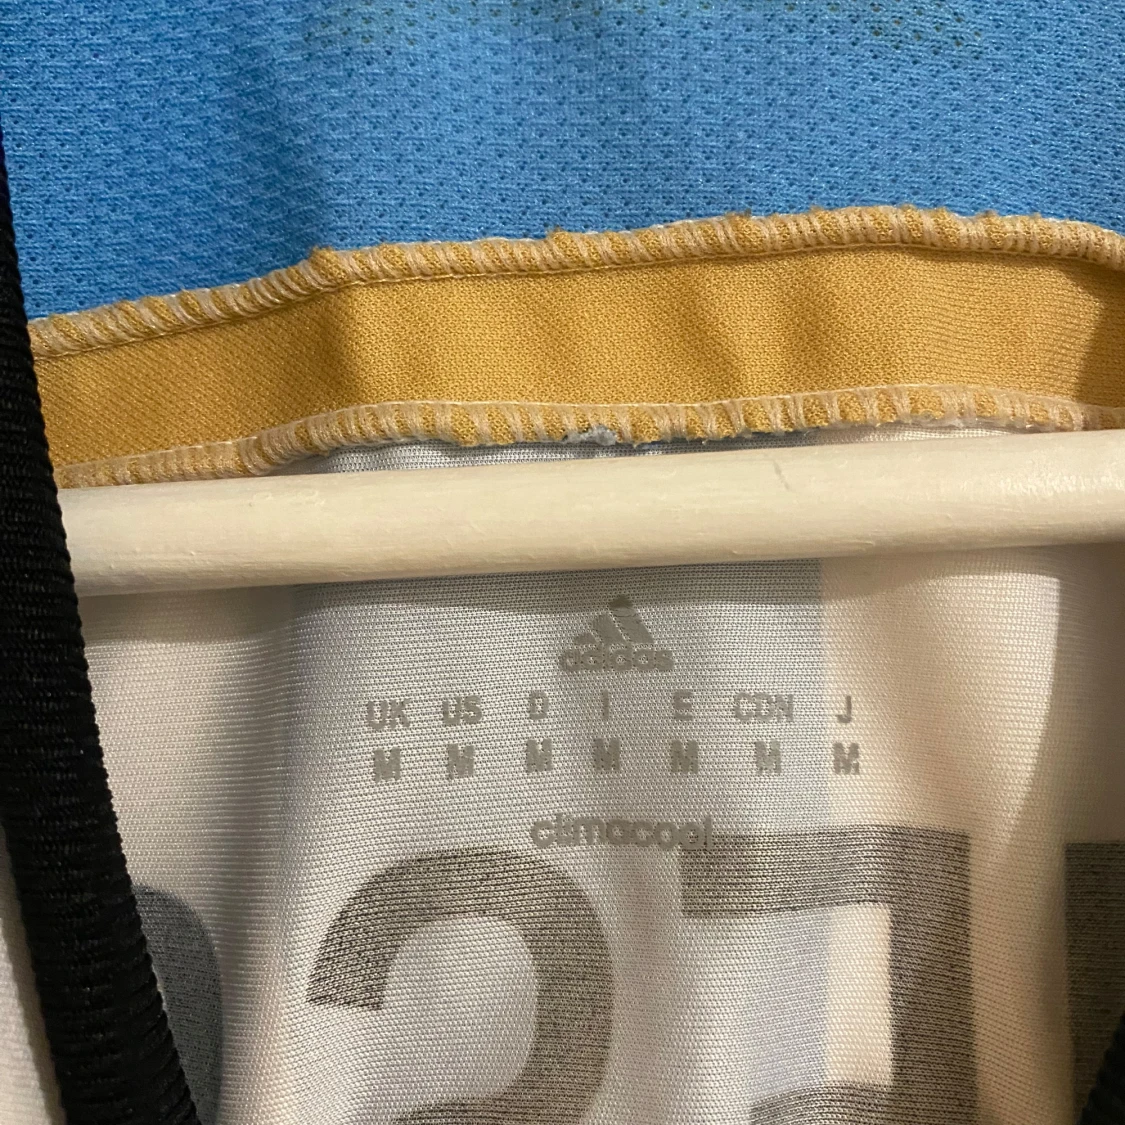 adidas
UK US D I E CDN J
M M M M M M M
climacool